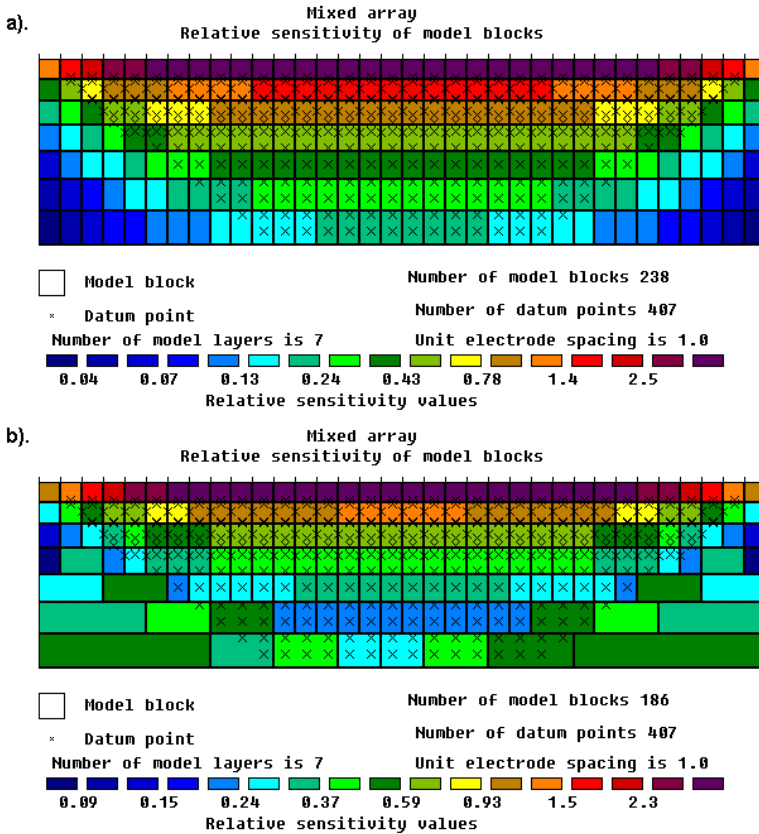 a).
Mixed array
Relative sensitivity of model blocks
Model block
Number of model blocks 238
Datum point
Number of datum points 407
Number of model layers is 7
Unit electrode spacing is 1.0
0.04 0.07 0.13 0.24 0.43 0.78 1.4 2.5
Relative sensitivity values
b).
Mixed array
Relative sensitivity of model blocks
Model block
Number of model blocks 186
Datum point
Number of datum points 407
Number of model layers is 7
Unit electrode spacing is 1.0
0.09 0.15 0.24 0.37 0.59 0.93 1.5 2.3
Relative sensitivity values